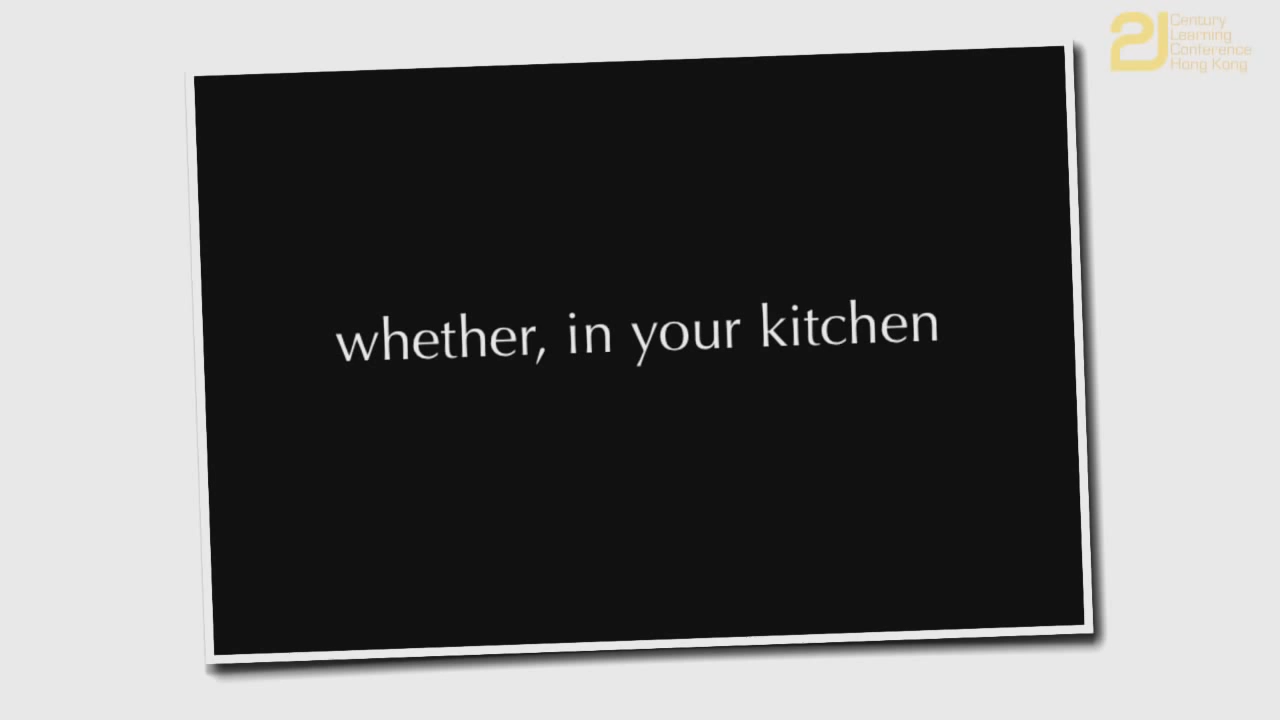 21
Century
Learning
Conference
Hong Kong
whether, in your kitchen